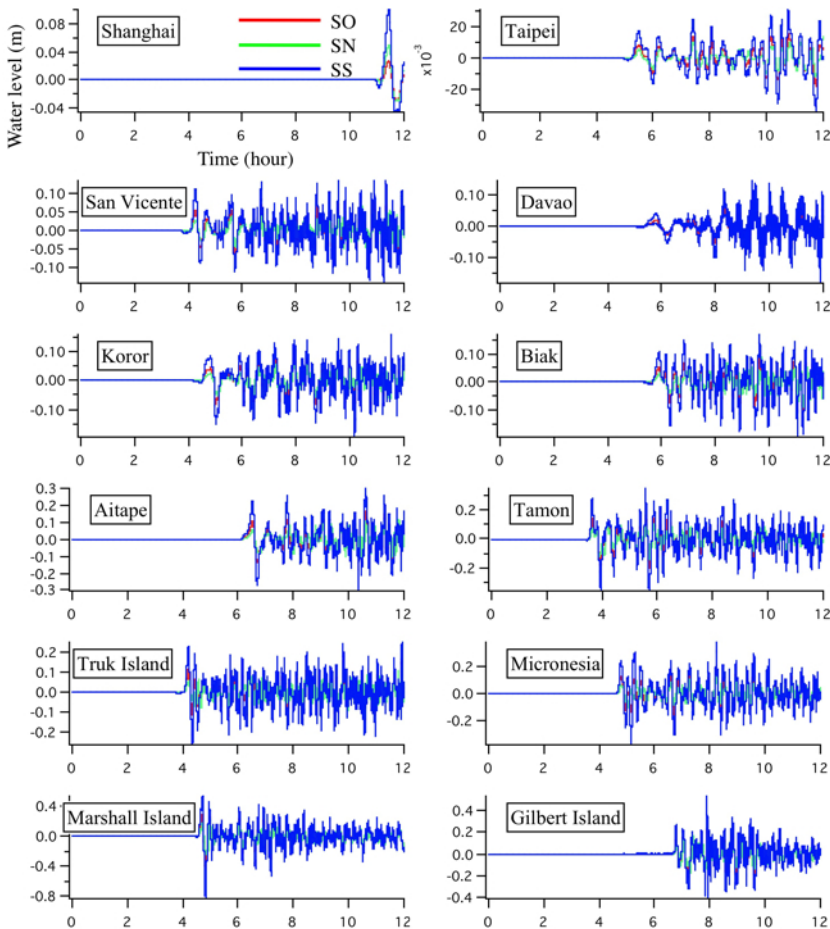 Water level (m)
Shanghai
SO
SN
SS
0.08
0.04
0.00
-0.04
0 2 4 6 8 10 12
Time (hour)
Taipei
x10⁻³
20
0
-20
0 2 4 6 8 10 12
San Vicente
0.10
0.05
0.00
-0.05
-0.10
0 2 4 6 8 10 12
Davao
0.10
0.00
-0.10
0 2 4 6 8 10 12
Koror
0.10
0.00
-0.10
0 2 4 6 8 10 12
Biak
0.10
0.00
-0.10
0 2 4 6 8 10 12
Aitape
0.3
0.2
0.1
0.0
-0.1
-0.2
-0.3
0 2 4 6 8 10 12
Tamon
0.2
0.0
-0.2
0 2 4 6 8 10 12
Truk Island
0.2
0.1
0.0
-0.1
-0.2
0 2 4 6 8 10 12
Micronesia
0.2
0.0
-0.2
0 2 4 6 8 10 12
Marshall Island
0.4
0.0
-0.4
-0.8
0 2 4 6 8 10 12
Gilbert Island
0.4
0.2
0.0
-0.2
-0.4
0 2 4 6 8 10 12